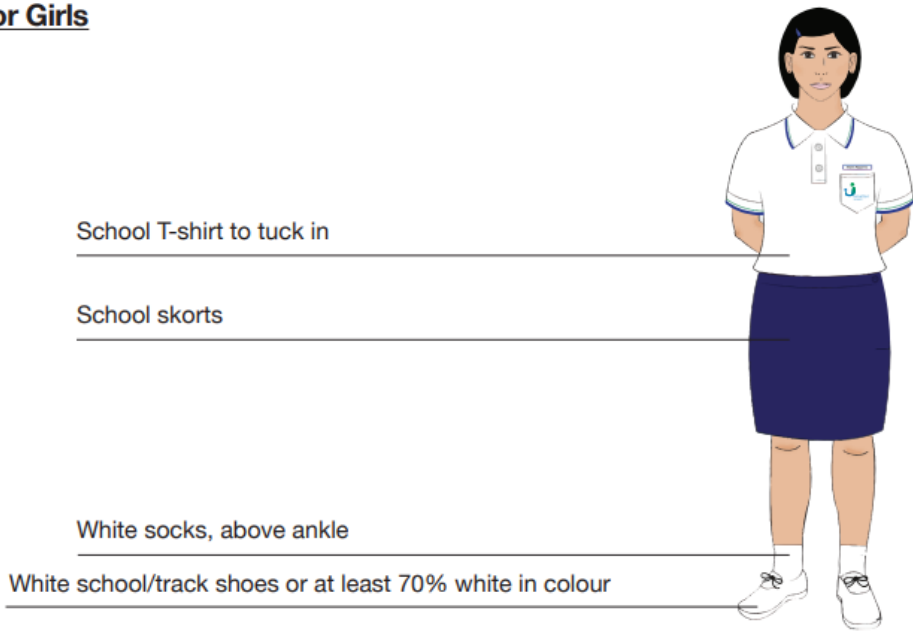 or Girls
School T-shirt to tuck in
School skorts
White socks, above ankle
White school/track shoes or at least 70% white in colour